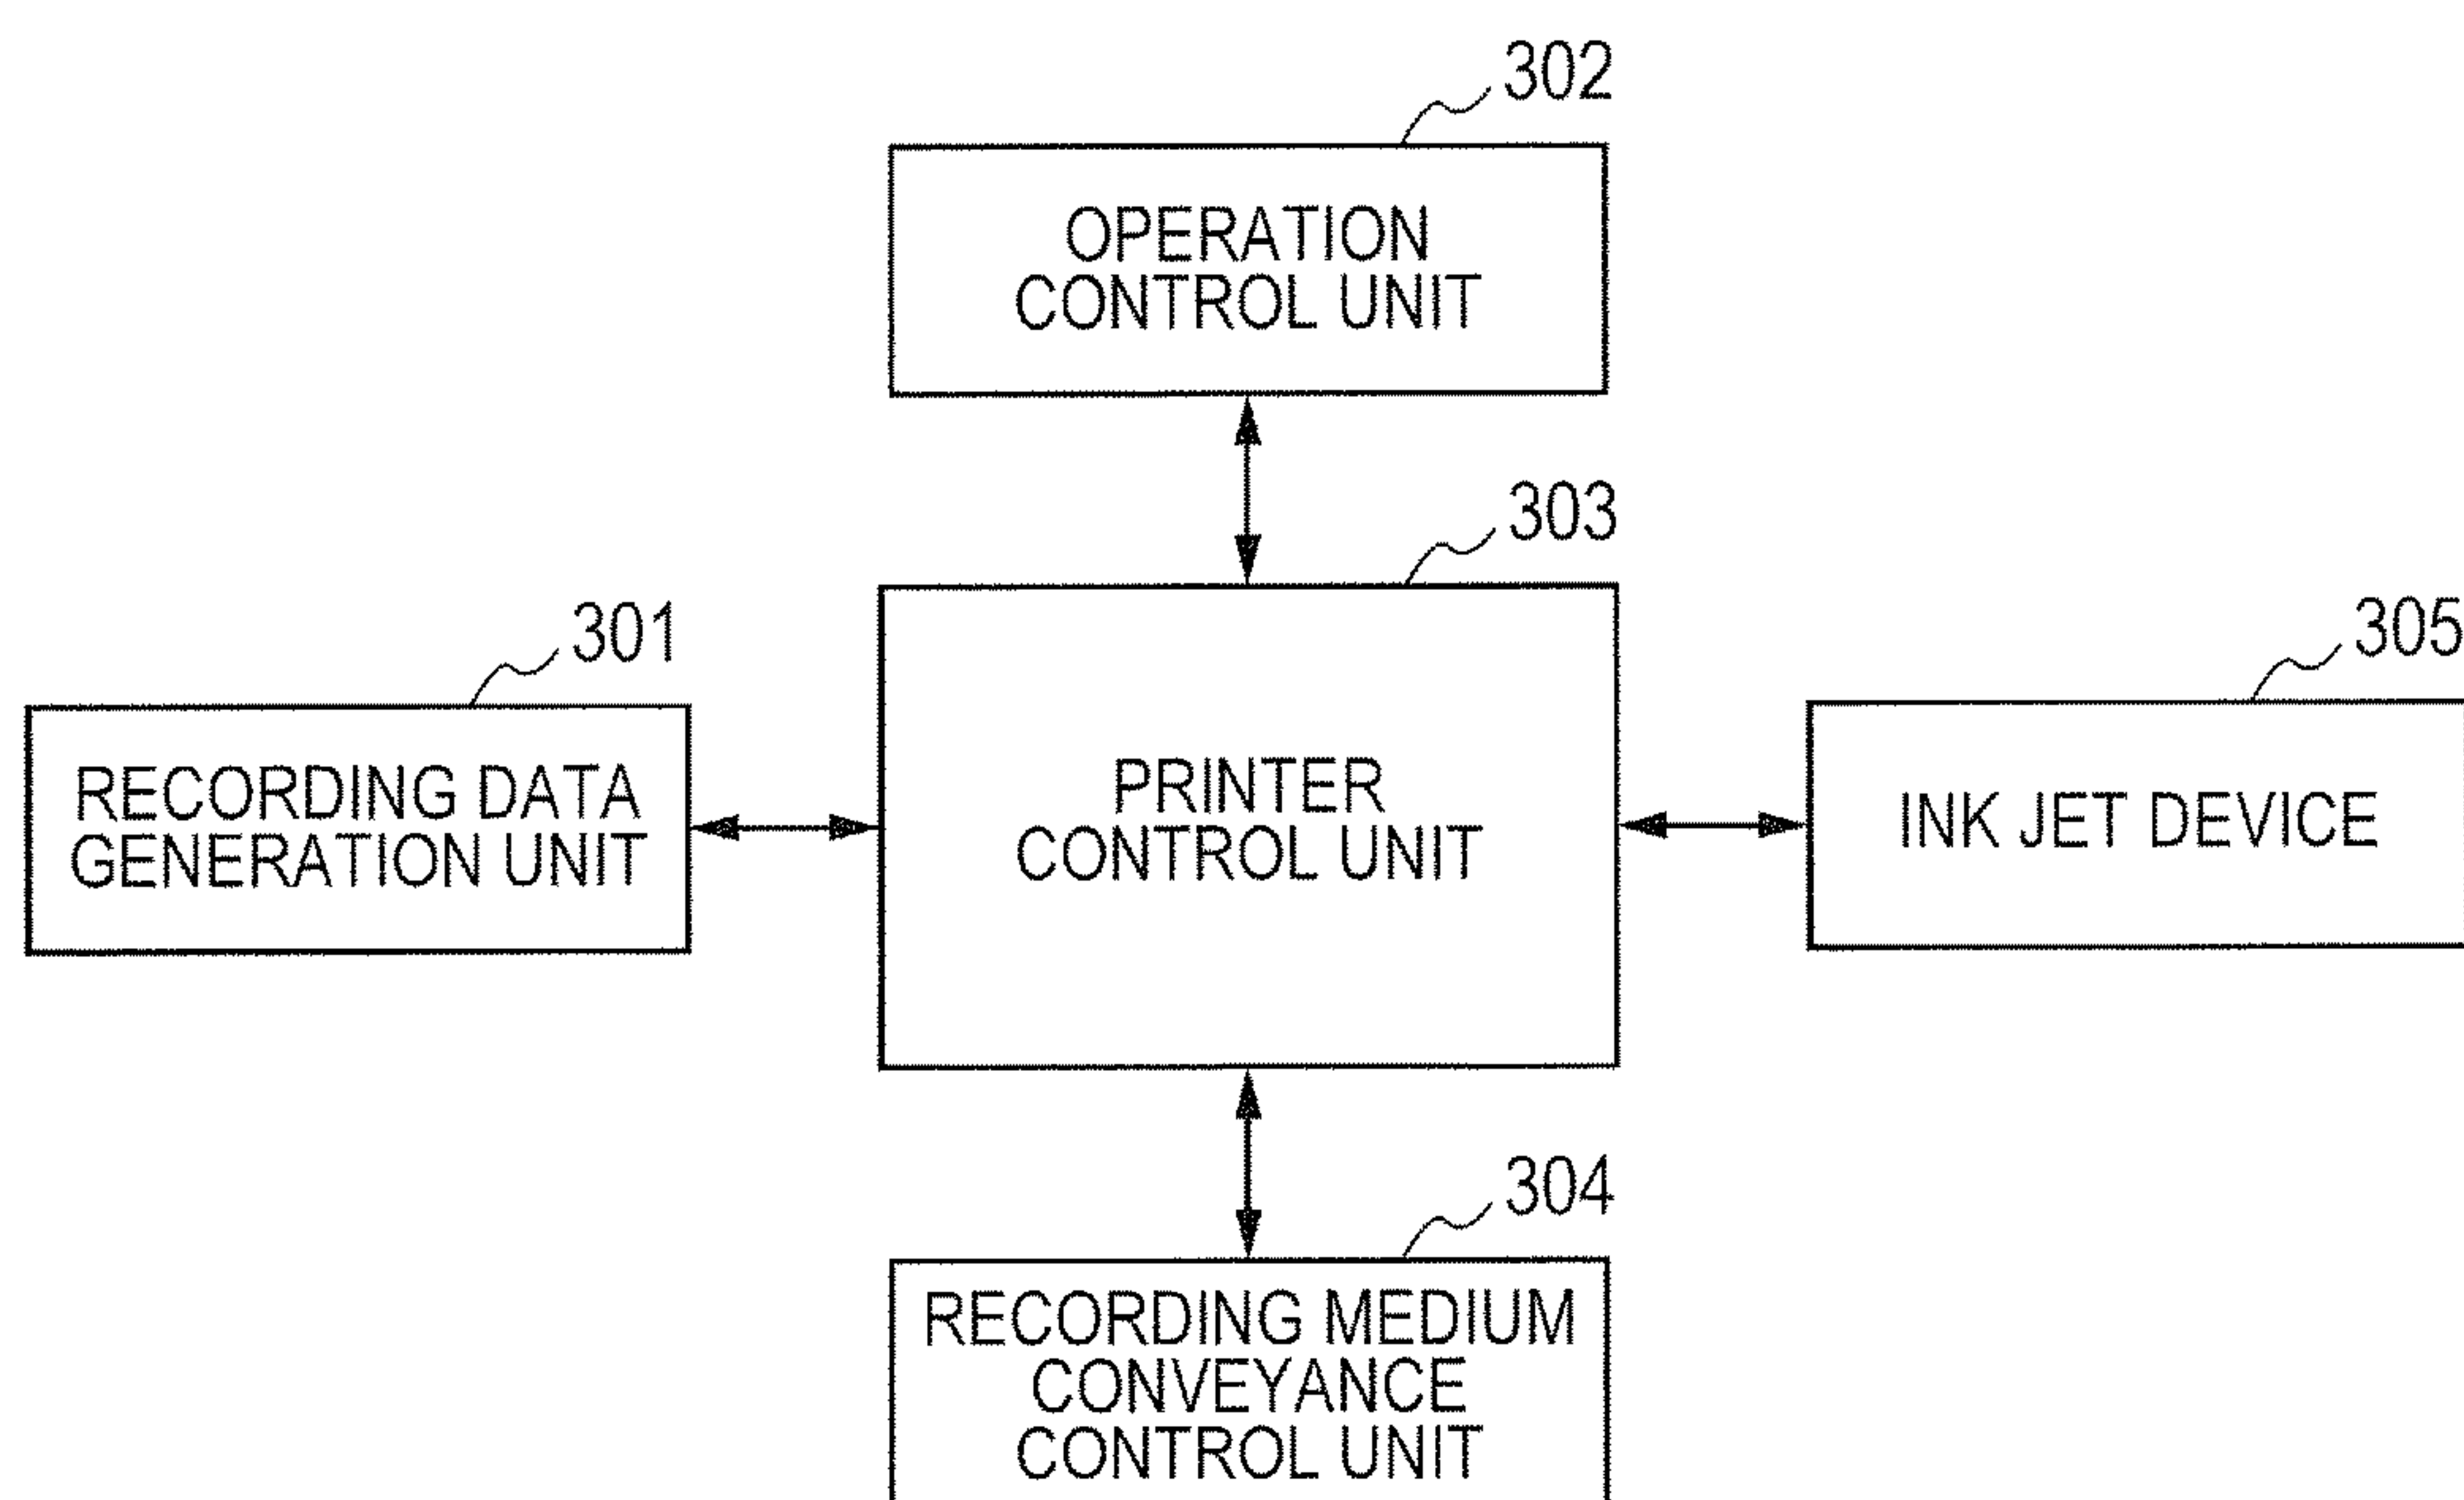 302
OPERATION
CONTROL UNIT
303
301
305
RECORDING DATA
GENERATION UNIT
PRINTER
CONTROL UNIT
INK JET DEVICE
304
RECORDING MEDIUM
CONVEYANCE
CONTROL UNIT